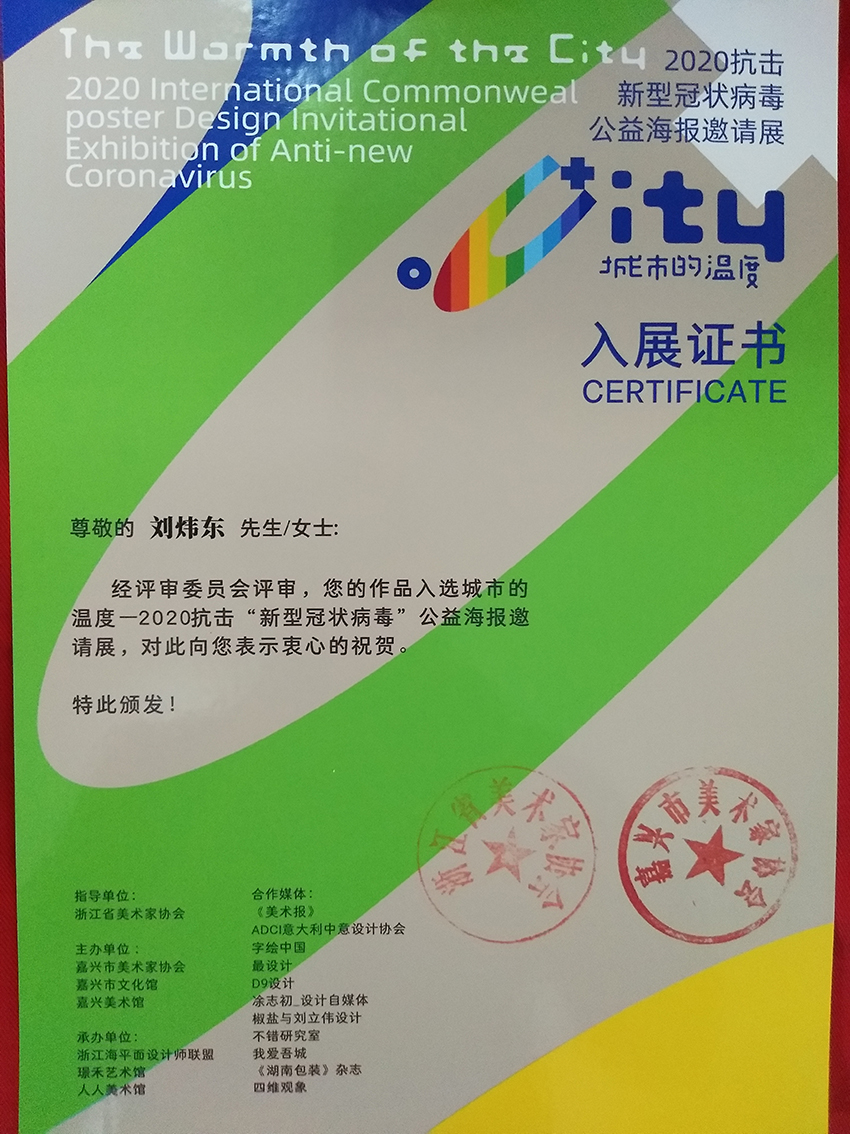 The Warmth of the City
2020 International Commonweal
poster Design Invitational
Exhibition of Anti-new
Coronavirus
2020抗击
新型冠状病毒
公益海报邀请展
City
城市的温度
入展证书
CERTIFICATE
尊敬的 刘炜东 先生/女士:
经评审委员会评审，您的作品入选城市的
温度—2020抗击“新型冠状病毒”公益海报邀
请展，对此向您表示衷心的祝贺。
特此颁发！
浙江省美术家协会
嘉兴市美术家协会
指导单位：
浙江省美术家协会
主办单位：
嘉兴市美术家协会
嘉兴市文化馆
嘉兴美术馆
承办单位：
浙江海平面设计师联盟
璟禾艺术馆
人人美术馆
合作媒体：
《美术报》
ADCI意大利中意设计协会
字绘中国
最设计
D9设计
凃志初_设计自媒体
椒盐与刘立伟设计
不错研究室
我爱吾城
《湖南包装》杂志
四维观象